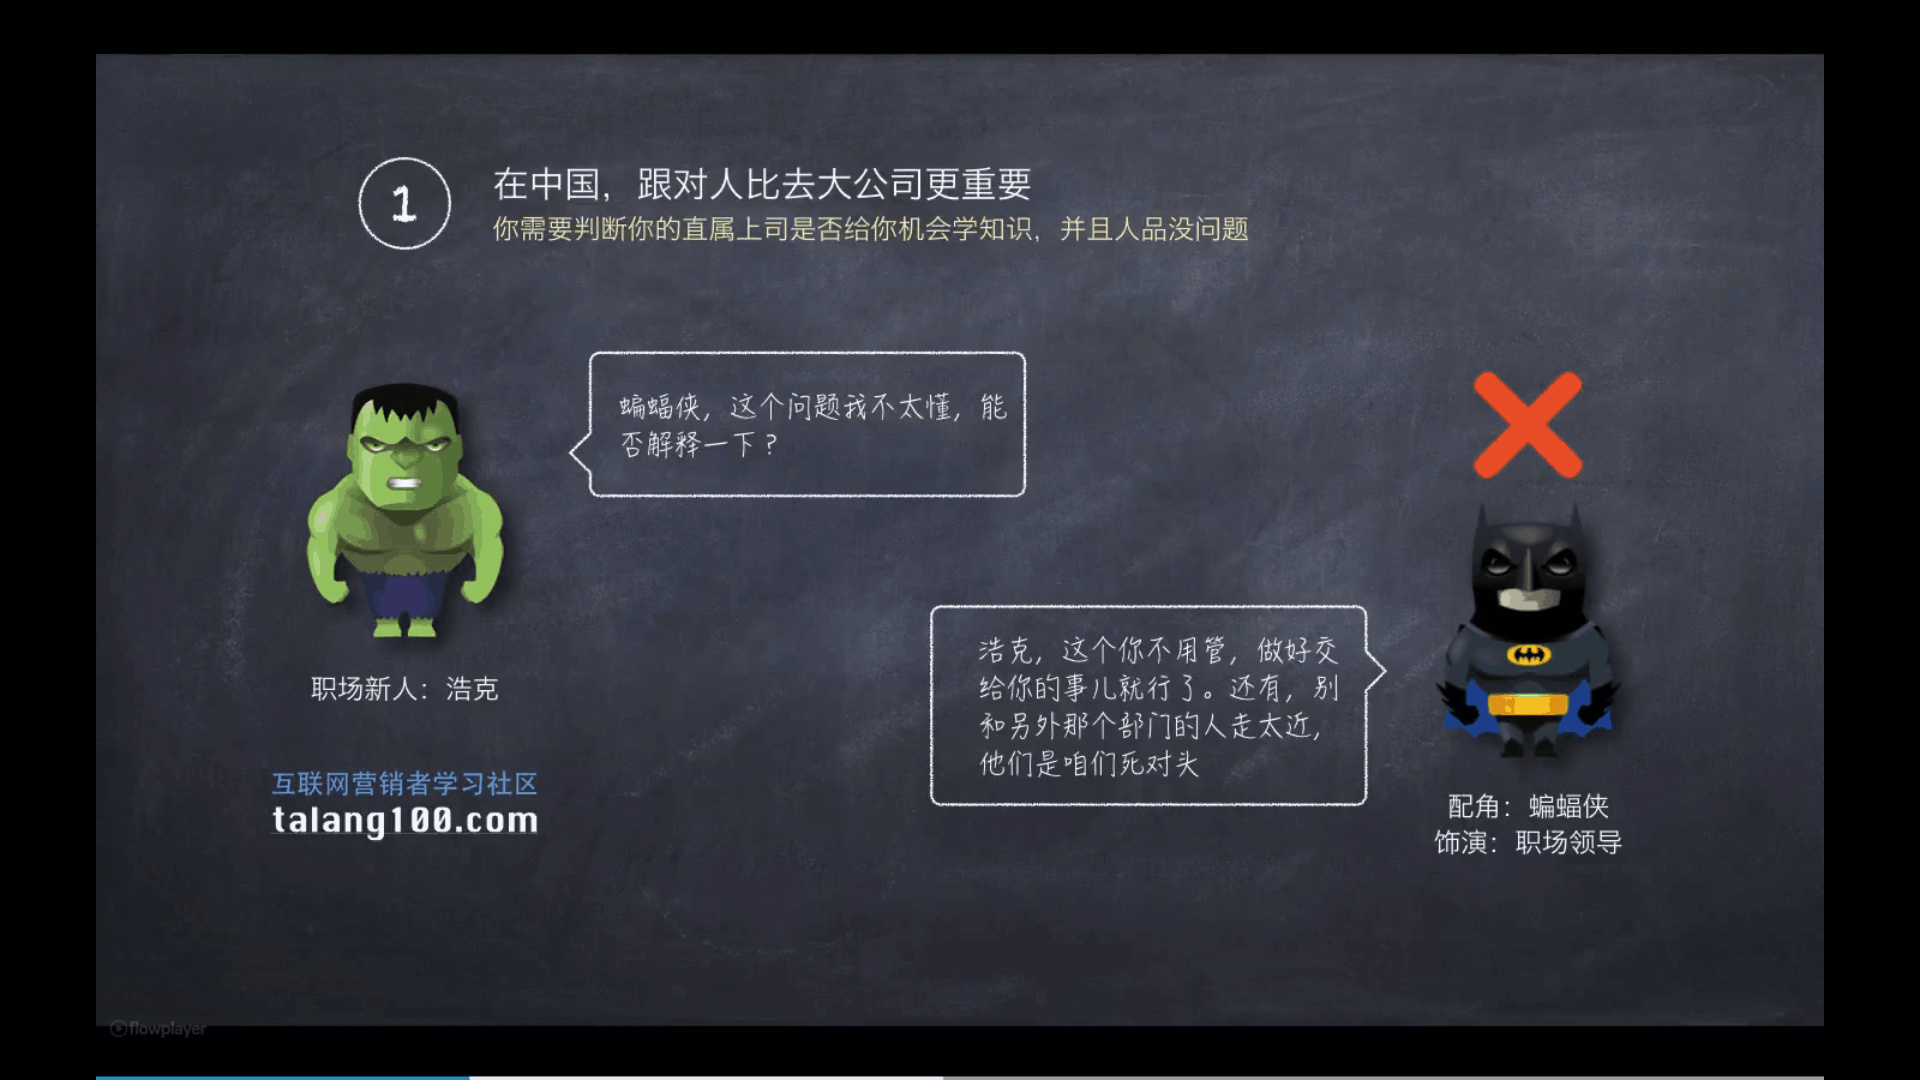 1
在中国，跟对人比去大公司更重要
你需要判断你的直属上司是否给你机会学知识，并且人品没问题
蝙蝠侠，这个问题我不太懂，能
否解释一下？
浩克，这个你不用管，做好交
给你的事儿就行了。还有，别
和另外那个部门的人走太近，
他们是咱们死对头
职场新人：浩克
互联网营销者学习社区
talang100.com
配角：蝙蝠侠
饰演：职场领导
flowplayer